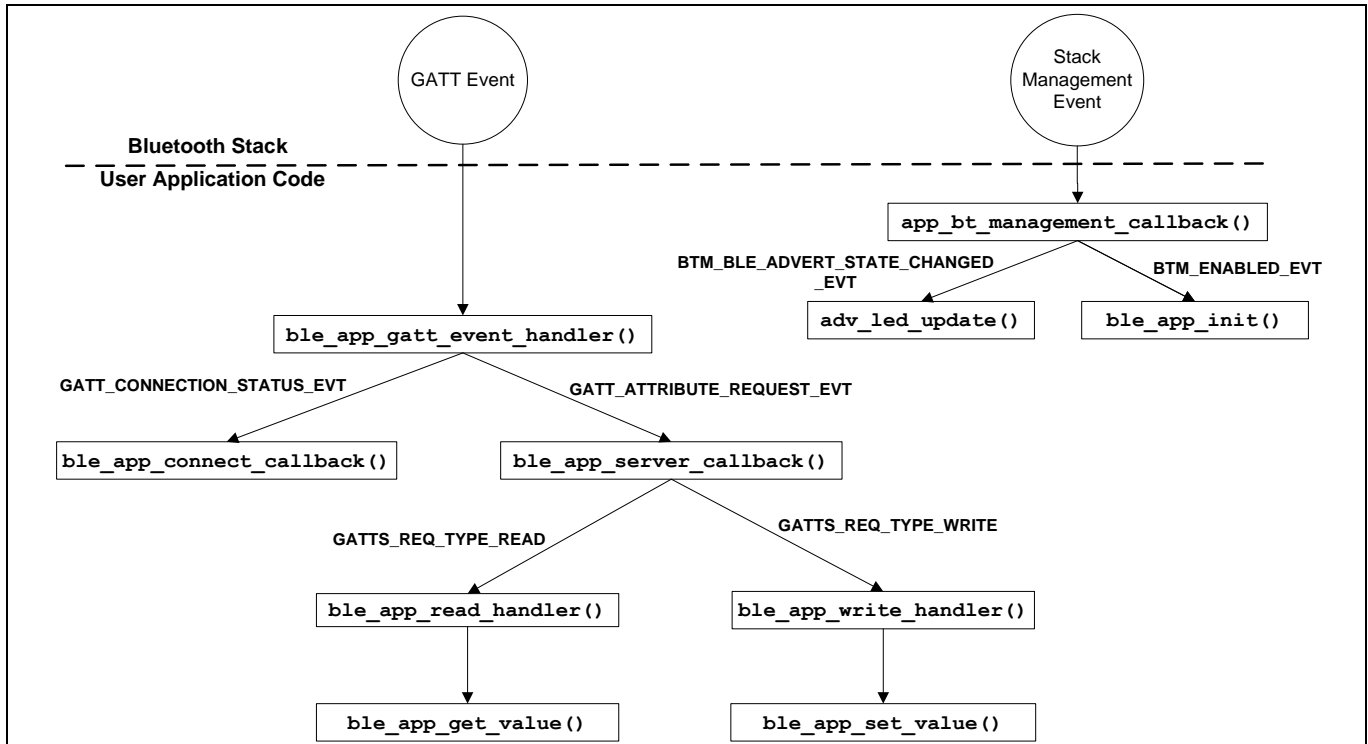 GATT Event
Stack
Management
Event
Bluetooth Stack
User Application Code
app_bt_management_callback()
BTM_BLE_ADVERT_STATE_CHANGED
_EVT
BTM_ENABLED_EVT
adv_led_update()
ble_app_init()
ble_app_gatt_event_handler()
GATT_CONNECTION_STATUS_EVT
GATT_ATTRIBUTE_REQUEST_EVT
ble_app_connect_callback()
ble_app_server_callback()
GATTS_REQ_TYPE_READ
GATTS_REQ_TYPE_WRITE
ble_app_read_handler()
ble_app_write_handler()
ble_app_get_value()
ble_app_set_value()